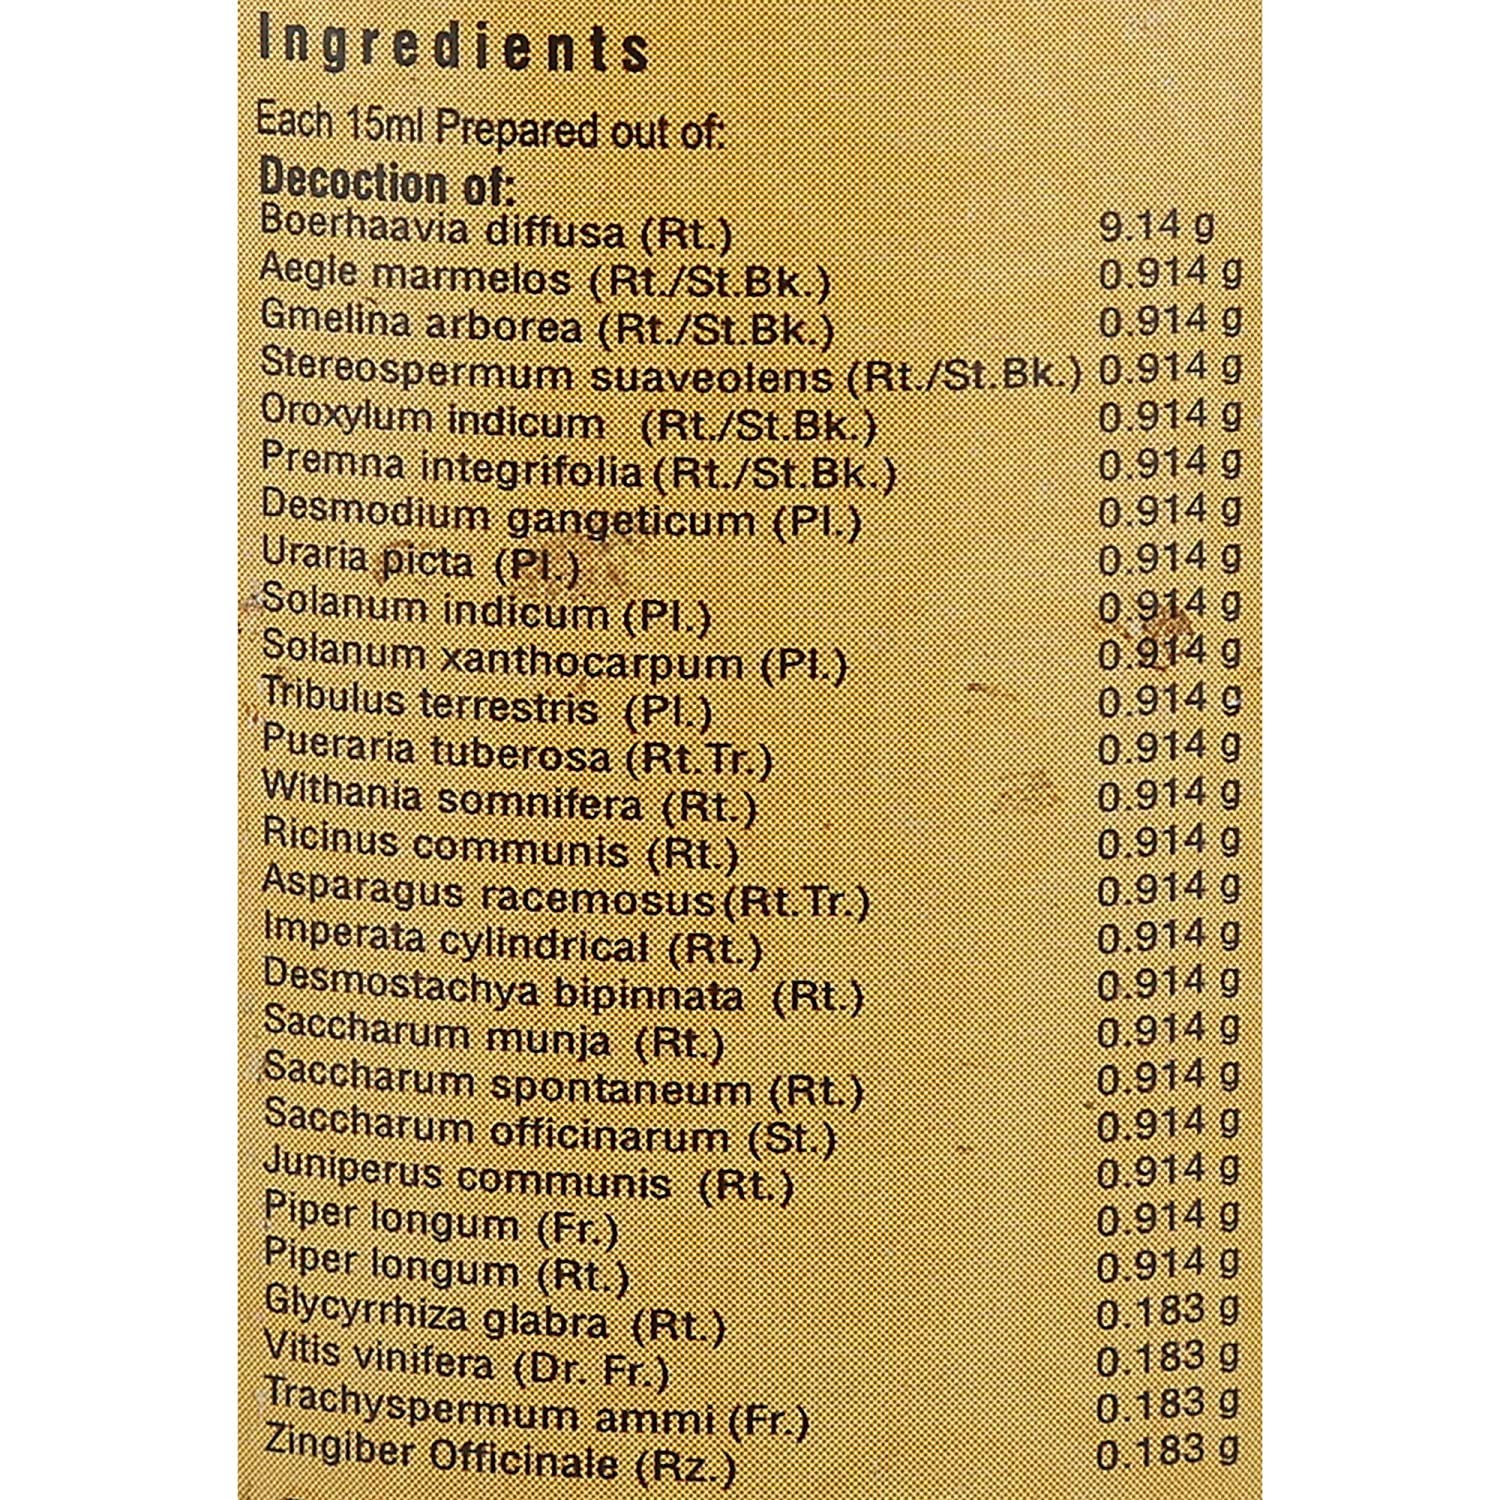 Ingredients
Each 15ml Prepared out of:
Decoction of:
Boerhaavia diffusa (Rt.) 9.14 g
Aegle marmelos (Rt./St.Bk.) 0.914 g
Gmelina arborea (Rt./St.Bk.) 0.914 g
Stereospermum suaveolens (Rt./St.Bk.) 0.914 g
Oroxylum indicum (Rt./St.Bk.) 0.914 g
Premna integrifolia (Rt./St.Bk.) 0.914 g
Desmodium gangeticum (Pl.) 0.914 g
Uraria picta (Pl.) 0.914 g
Solanum indicum (Pl.) 0.914 g
Solanum xanthocarpum (Pl.) 0.914 g
Tribulus terrestris (Pl.) 0.914 g
Pueraria tuberosa (Rt.Tr.) 0.914 g
Withania somnifera (Rt.) 0.914 g
Ricinus communis (Rt.) 0.914 g
Asparagus racemosus (Rt.Tr.) 0.914 g
Imperata cylindrical (Rt.) 0.914 g
Desmostachya bipinnata (Rt.) 0.914 g
Saccharum munja (Rt.) 0.914 g
Saccharum spontaneum (Rt.) 0.914 g
Saccharum officinarum (St.) 0.914 g
Juniperus communis (Rt.) 0.914 g
Piper longum (Fr.) 0.914 g
Piper longum (Rt.) 0.914 g
Glycyrrhiza glabra (Rt.) 0.183 g
Vitis vinifera (Dr. Fr.) 0.183 g
Trachyspermum ammi (Fr.) 0.183 g
Zingiber Officinale (Rz.) 0.183 g